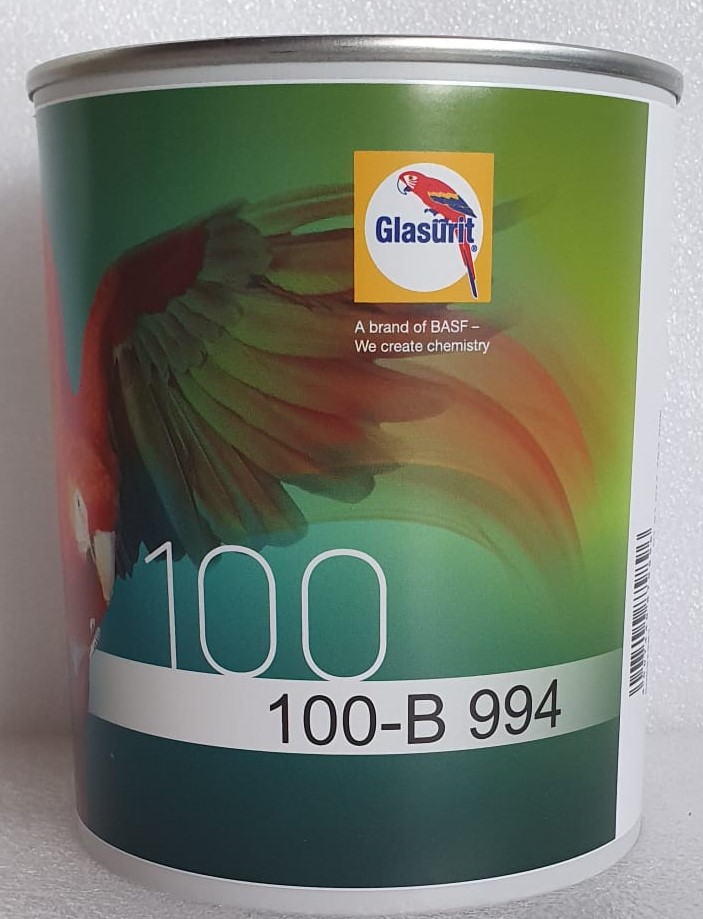 Glasurit®
A brand of BASF –
We create chemistry
100
100-B 994